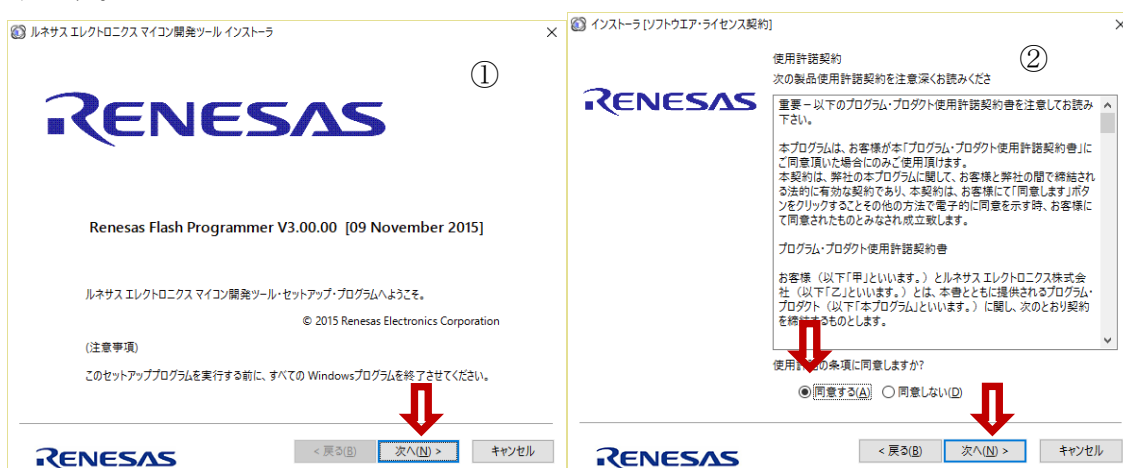 ルネサス エレクトロニクス マイコン開発ツール インストーラ
①
RENESAS
Renesas Flash Programmer V3.00.00 [09 November 2015]
ルネサス エレクトロニクス マイコン開発ツール・セットアップ・プログラムへようこそ。
© 2015 Renesas Electronics Corporation
(注意事項)
このセットアッププログラムを実行する前に、すべての Windowsプログラムを終了させてください。
RENESAS
< 戻る(B)
次へ(N) >
キャンセル
インストーラ [ソフトウエア・ライセンス契約]
②
使用許諾契約
次の製品使用許諾契約を注意深くお読みくださ
RENESAS
重要 - 以下のプログラム・プロダクト使用許諾契約書を注意してお読み
下さい。
本プログラムは、お客様が本「プログラム・プロダクト使用許諾契約書」に
ご同意頂いた場合にのみご使用頂けます。
本契約は、弊社の本プログラムに関して、お客様と弊社の間で締結され
る法的に有効な契約であり、本契約は、お客様にて「同意します」ボタ
ンをクリックすることその他の方法で電子的に同意を示す時、お客様に
て同意されたものとみなされ成立致します。
プログラム・プロダクト使用許諾契約書
お客様（以下「甲」といいます。）とルネサス エレクトロニクス株式会
社（以下「乙」といいます。）とは、本書とともに提供されるプログラム・
プロダクト（以下「本プログラム」といいます。）に関し、次のとおり契約
を締結するものとします。
使用許諾の条項に同意しますか?
同意する(A)
同意しない(D)
RENESAS
< 戻る(B)
次へ(N) >
キャンセル